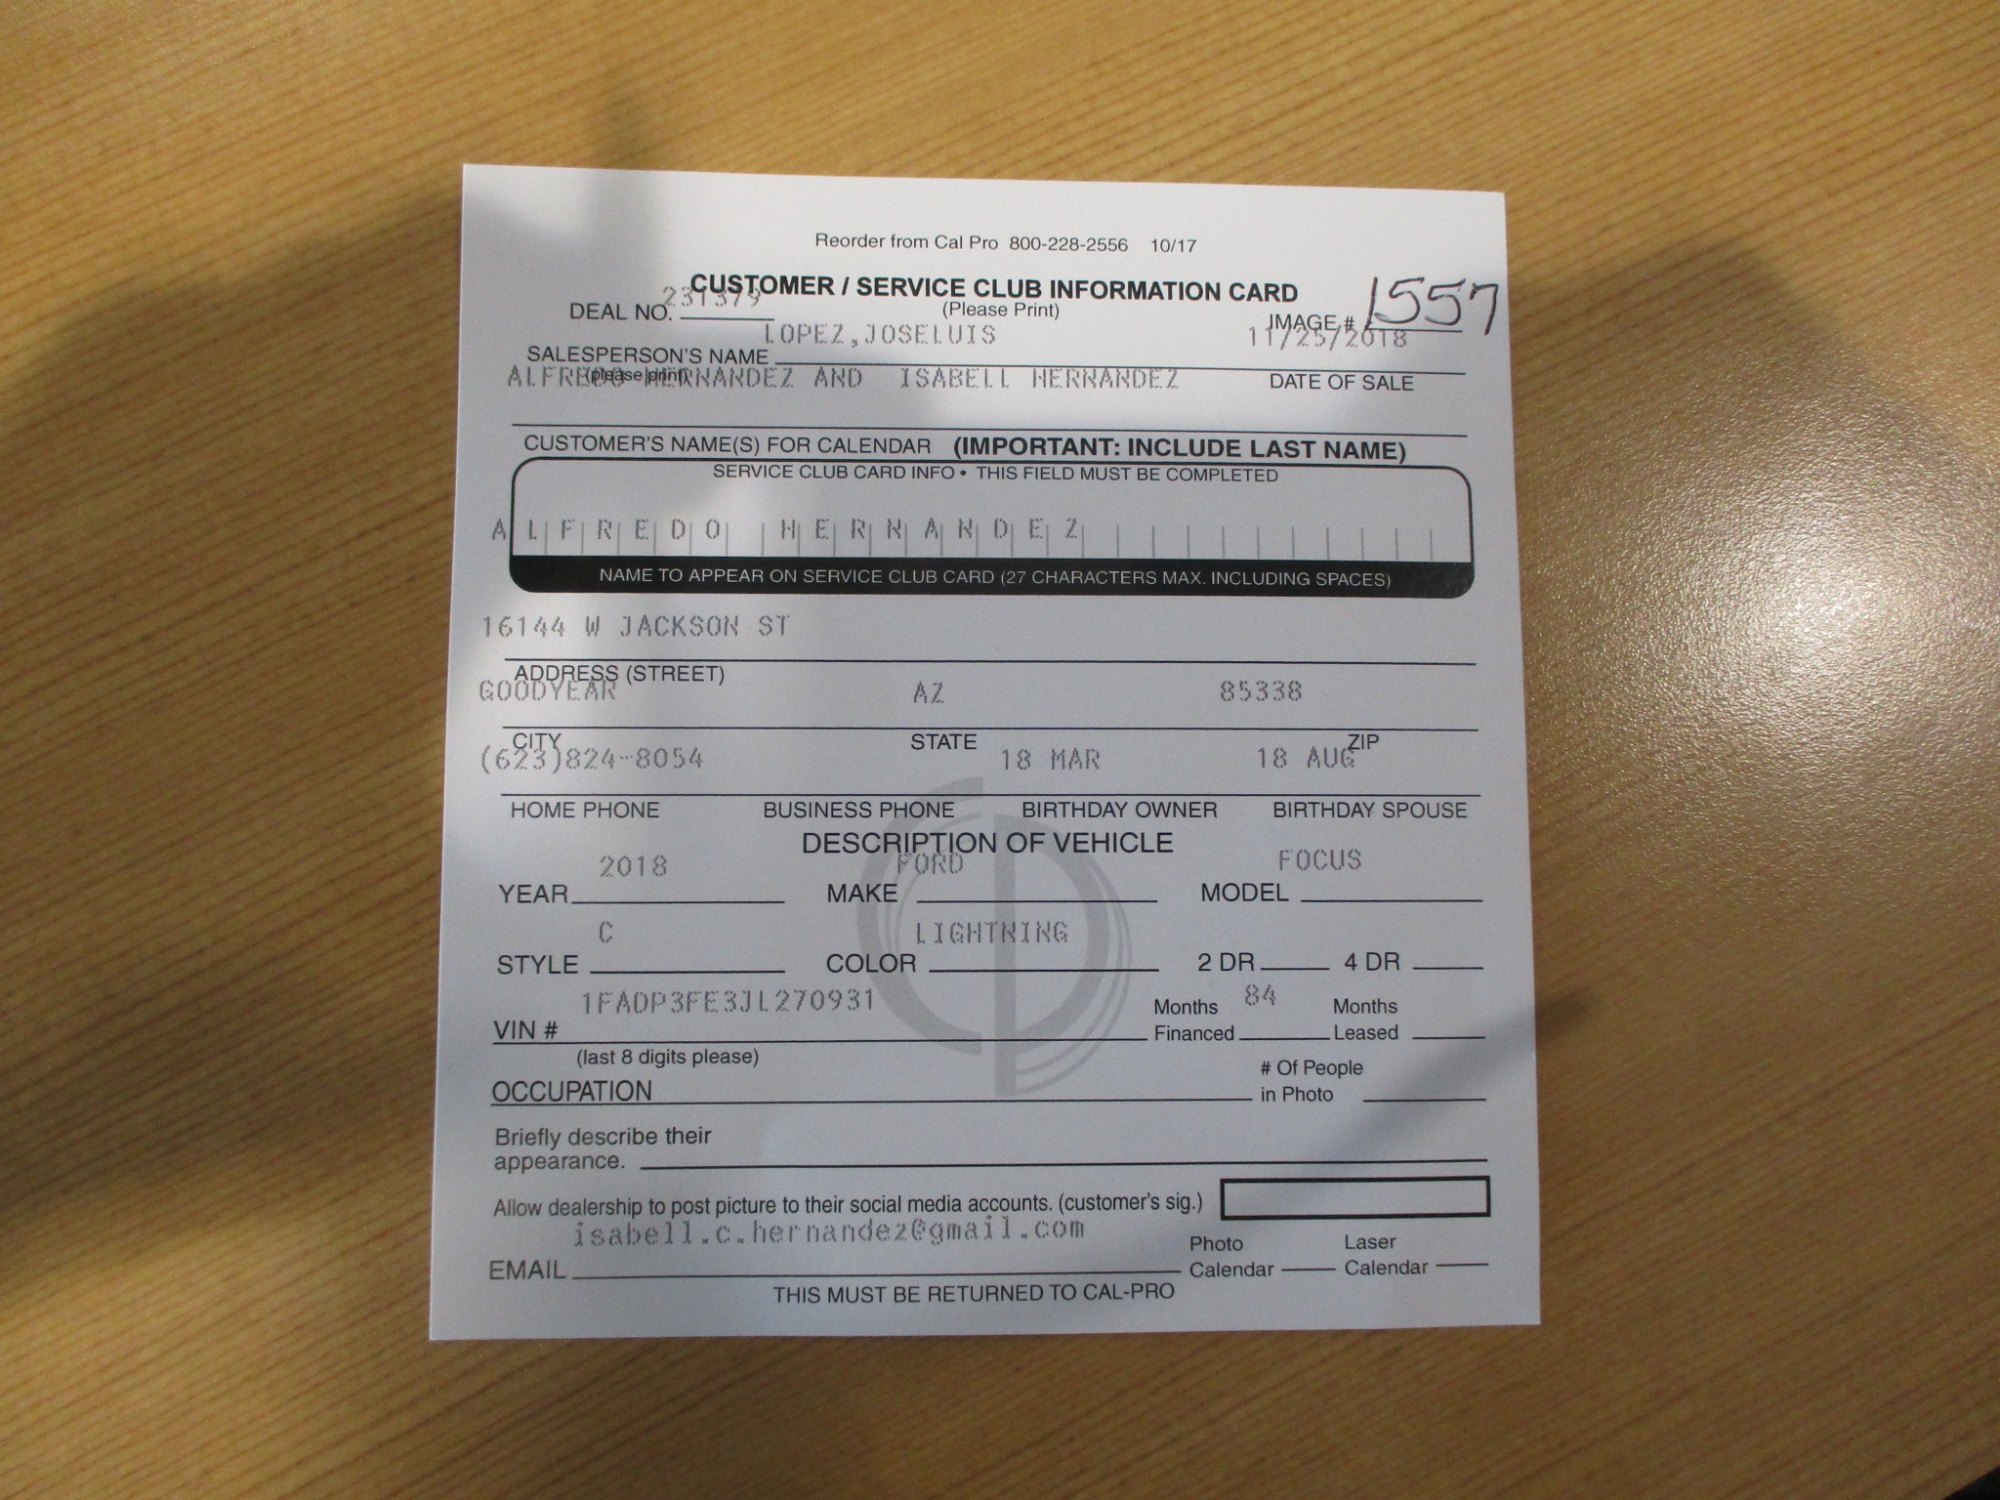 Reorder from Cal Pro 800-228-2556 10/17
CUSTOMER / SERVICE CLUB INFORMATION CARD
(Please Print)
DEAL NO. 231379
IMAGE # 1557
LOPEZ,JOSELUIS 11/25/2018
SALESPERSON'S NAME
(please print)
DATE OF SALE
ALFREDO HERNANDEZ AND ISABELL HERNANDEZ
CUSTOMER'S NAME(S) FOR CALENDAR (IMPORTANT: INCLUDE LAST NAME)
SERVICE CLUB CARD INFO • THIS FIELD MUST BE COMPLETED
ALFREDO HERNANDEZ
NAME TO APPEAR ON SERVICE CLUB CARD (27 CHARACTERS MAX. INCLUDING SPACES)
16144 W JACKSON ST
ADDRESS (STREET)
GOODYEAR AZ 85338
CITY STATE ZIP
(623)824-8054 18 MAR 18 AUG
HOME PHONE BUSINESS PHONE BIRTHDAY OWNER BIRTHDAY SPOUSE
DESCRIPTION OF VEHICLE
2018 FORD FOCUS
YEAR MAKE MODEL
C LIGHTNING
STYLE COLOR 2 DR 4 DR
1FADP3FE3JL270931 84
VIN # Months Financed Months Leased
(last 8 digits please)
OCCUPATION # Of People in Photo
Briefly describe their
appearance.
Allow dealership to post picture to their social media accounts. (customer's sig.)
isabell.c.hernandez@gmail.com
EMAIL Photo Calendar Laser Calendar
THIS MUST BE RETURNED TO CAL-PRO